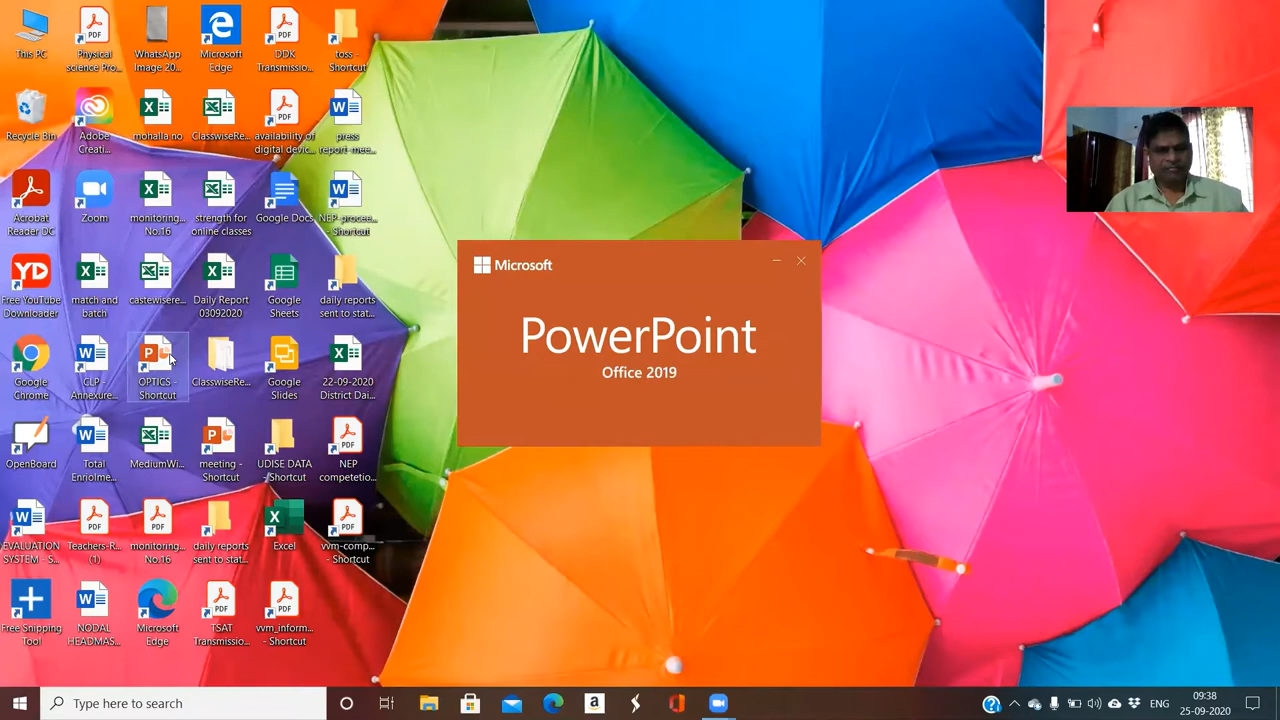 This PC
Physical
science Pro...
WhatsApp
Image 20...
Microsoft
Edge
DDK
Transmissio...
toss -
Shortcut
Recycle Bin
Adobe
Creati...
mohalla no
ClasswiseRe...
availability of
digital devic...
press
report-mee...
Acrobat
Reader DC
Zoom
monitoring...
No.16
strength for
online classes
Google Docs
NEP-procee...
- Shortcut
Free YouTube
Downloader
match and
batch
castewisere...
Daily Report
03092020
Google
Sheets
daily reports
sent to stat...
Google
Chrome
CLP -
Annexure...
OPTICS -
Shortcut
ClasswiseRe...
Google
Slides
22-09-2020
District Dai...
OpenBoard
Total
Enrolme...
MediumWi...
meeting -
Shortcut
UDISE DATA
- Shortcut
NEP
competetio...
EVALUATION
SYSTEM - S...
Teachers-R...
(1)
monitoring...
No.16
daily reports
sent to stat...
Excel
vvm-comp...
- Shortcut
Free Snipping
Tool
NODAL
HEADMAS...
Microsoft
Edge
TSAT
Transmissio...
vvm_inform...
- Shortcut
Microsoft
PowerPoint
Office 2019
Type here to search
ENG
09:38
25-09-2020